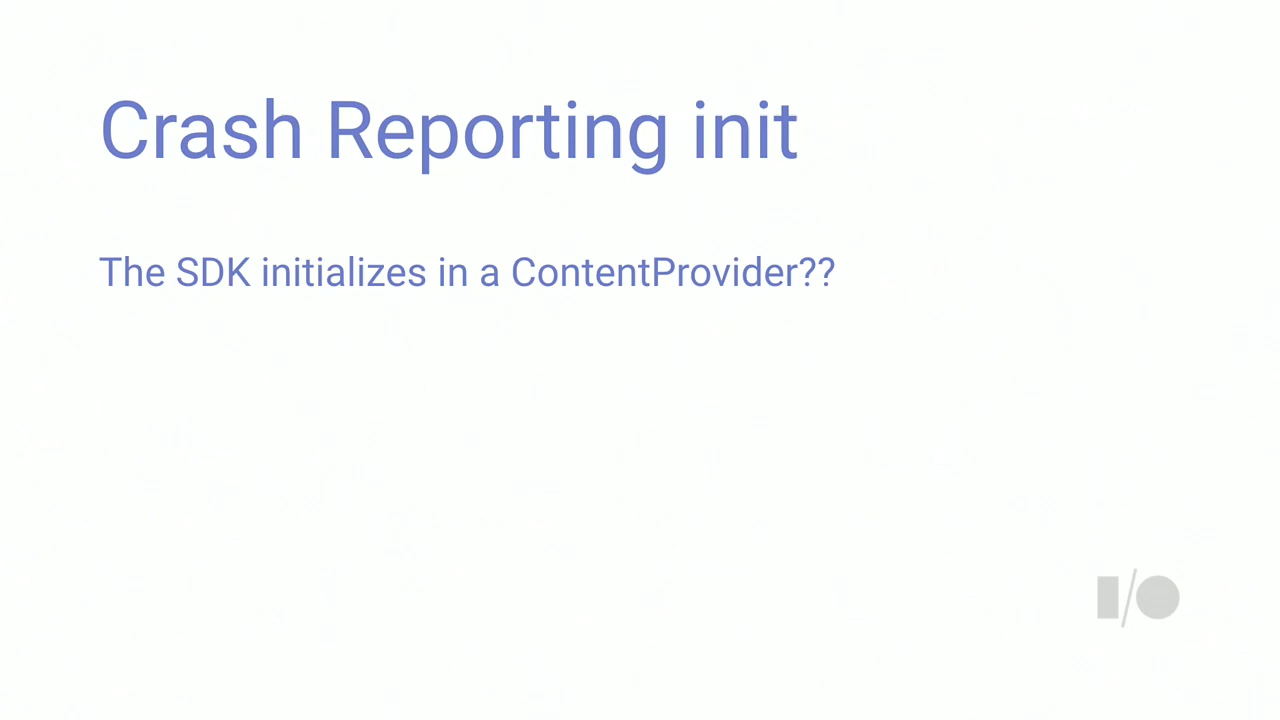 Crash Reporting init
The SDK initializes in a ContentProvider??
I/O